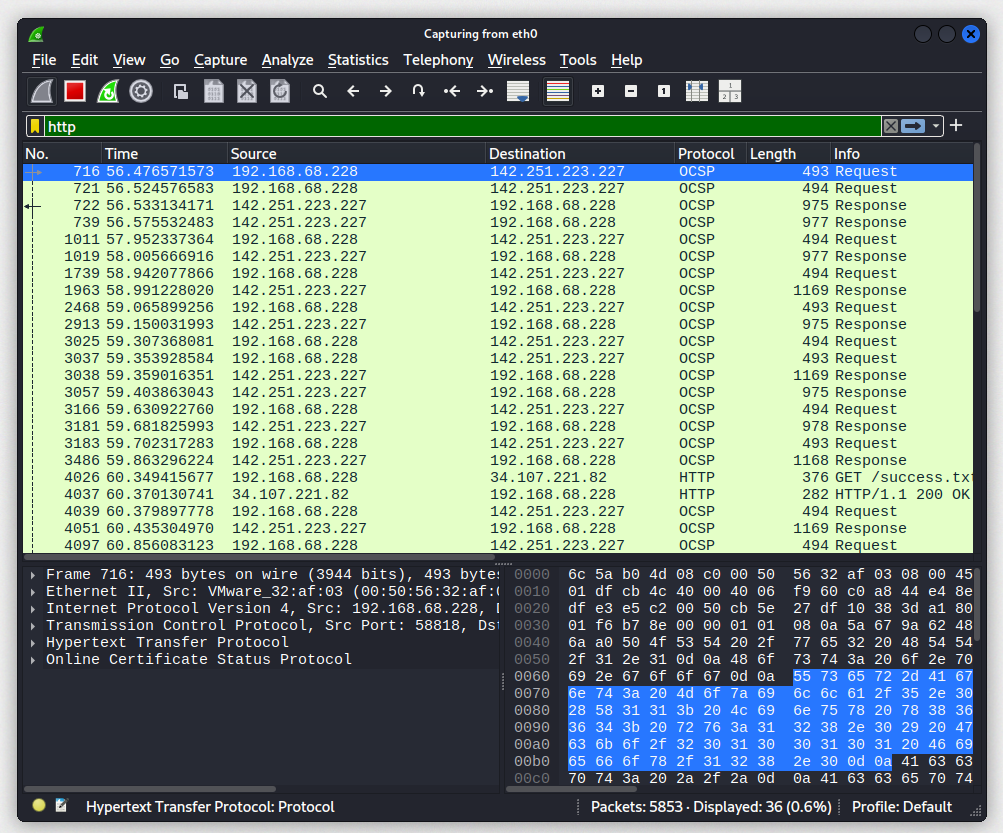 Capturing from eth0
File Edit View Go Capture Analyze Statistics Telephony Wireless Tools Help
http
No. Time Source Destination Protocol Length Info
716 56.476571573 192.168.68.228 142.251.223.227 OCSP 493 Request
721 56.524576583 192.168.68.228 142.251.223.227 OCSP 494 Request
722 56.533134171 142.251.223.227 192.168.68.228 OCSP 975 Response
739 56.575532483 142.251.223.227 192.168.68.228 OCSP 977 Response
1011 57.952337364 192.168.68.228 142.251.223.227 OCSP 494 Request
1019 58.005666916 142.251.223.227 192.168.68.228 OCSP 977 Response
1739 58.942077866 192.168.68.228 142.251.223.227 OCSP 494 Request
1963 58.991228020 142.251.223.227 192.168.68.228 OCSP 1169 Response
2468 59.065899256 192.168.68.228 142.251.223.227 OCSP 493 Request
2913 59.150031993 142.251.223.227 192.168.68.228 OCSP 975 Response
3025 59.307368081 192.168.68.228 142.251.223.227 OCSP 494 Request
3037 59.353928584 192.168.68.228 142.251.223.227 OCSP 493 Request
3038 59.359016351 142.251.223.227 192.168.68.228 OCSP 1169 Response
3057 59.403863043 142.251.223.227 192.168.68.228 OCSP 975 Response
3166 59.630922760 192.168.68.228 142.251.223.227 OCSP 494 Request
3181 59.681825993 142.251.223.227 192.168.68.228 OCSP 978 Response
3183 59.702317283 192.168.68.228 142.251.223.227 OCSP 493 Request
3486 59.863296224 142.251.223.227 192.168.68.228 OCSP 1168 Response
4026 60.349415677 192.168.68.228 34.107.221.82 HTTP 376 GET /success.txt
4037 60.370130741 34.107.221.82 192.168.68.228 HTTP 282 HTTP/1.1 200 OK
4039 60.379897778 192.168.68.228 142.251.223.227 OCSP 494 Request
4051 60.435304970 142.251.223.227 192.168.68.228 OCSP 1169 Response
4097 60.856083123 192.168.68.228 142.251.223.227 OCSP 494 Request
Frame 716: 493 bytes on wire (3944 bits), 493 bytes
Ethernet II, Src: VMware_32:af:03 (00:50:56:32:af:0
Internet Protocol Version 4, Src: 192.168.68.228, D
Transmission Control Protocol, Src Port: 58818, Dst
Hypertext Transfer Protocol
Online Certificate Status Protocol
0000 6c 5a b0 4d 08 c0 00 50 56 32 af 03 08 00 45
0010 01 df cb 4c 40 00 40 06 f9 60 c0 a8 44 e4 8e
0020 df e3 e5 c2 00 50 cb 5e 27 df 10 38 3d a1 80
0030 01 f6 b7 8e 00 00 01 01 08 0a 5a 67 9a 62 48
0040 6a a0 50 4f 53 54 20 2f 77 65 32 20 48 54 54
0050 2f 31 2e 31 0d 0a 48 6f 73 74 3a 20 6f 2e 70
0060 69 2e 67 6f 6f 67 0d 0a 55 73 65 72 2d 41 67
0070 6e 74 3a 20 4d 6f 7a 69 6c 6c 61 2f 35 2e 30
0080 28 58 31 31 3b 20 4c 69 6e 75 78 20 78 38 36
0090 36 34 3b 20 72 76 3a 31 32 38 2e 30 29 20 47
00a0 63 6b 6f 2f 32 30 31 30 30 31 30 31 20 46 69
00b0 65 66 6f 78 2f 31 32 38 2e 30 0d 0a 41 63 63
00c0 70 74 3a 20 2a 2f 2a 0d 0a 41 63 63 65 70 74
Hypertext Transfer Protocol: Protocol
Packets: 5853 · Displayed: 36 (0.6%)
Profile: Default